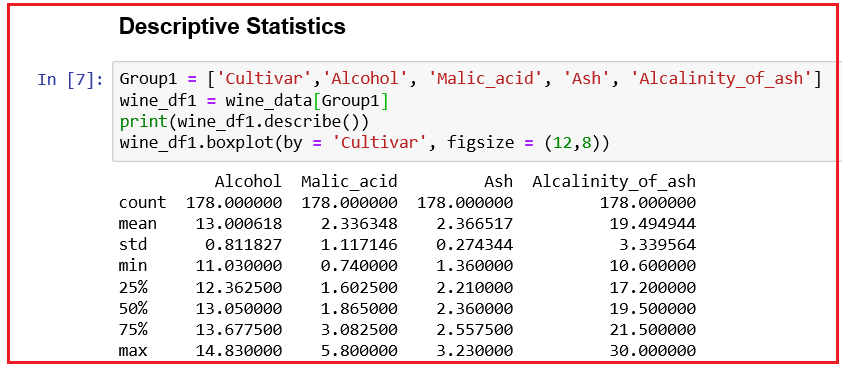 Descriptive Statistics
In [7]: Group1 = ['Cultivar','Alcohol', 'Malic_acid', 'Ash', 'Alcalinity_of_ash']
wine_df1 = wine_data[Group1]
print(wine_df1.describe())
wine_df1.boxplot(by = 'Cultivar', figsize = (12,8))
Alcohol Malic_acid Ash Alcalinity_of_ash
count 178.000000 178.000000 178.000000 178.000000
mean 13.000618 2.336348 2.366517 19.494944
std 0.811827 1.117146 0.274344 3.339564
min 11.030000 0.740000 1.360000 10.600000
25% 12.362500 1.602500 2.210000 17.200000
50% 13.050000 1.865000 2.360000 19.500000
75% 13.677500 3.082500 2.557500 21.500000
max 14.830000 5.800000 3.230000 30.000000